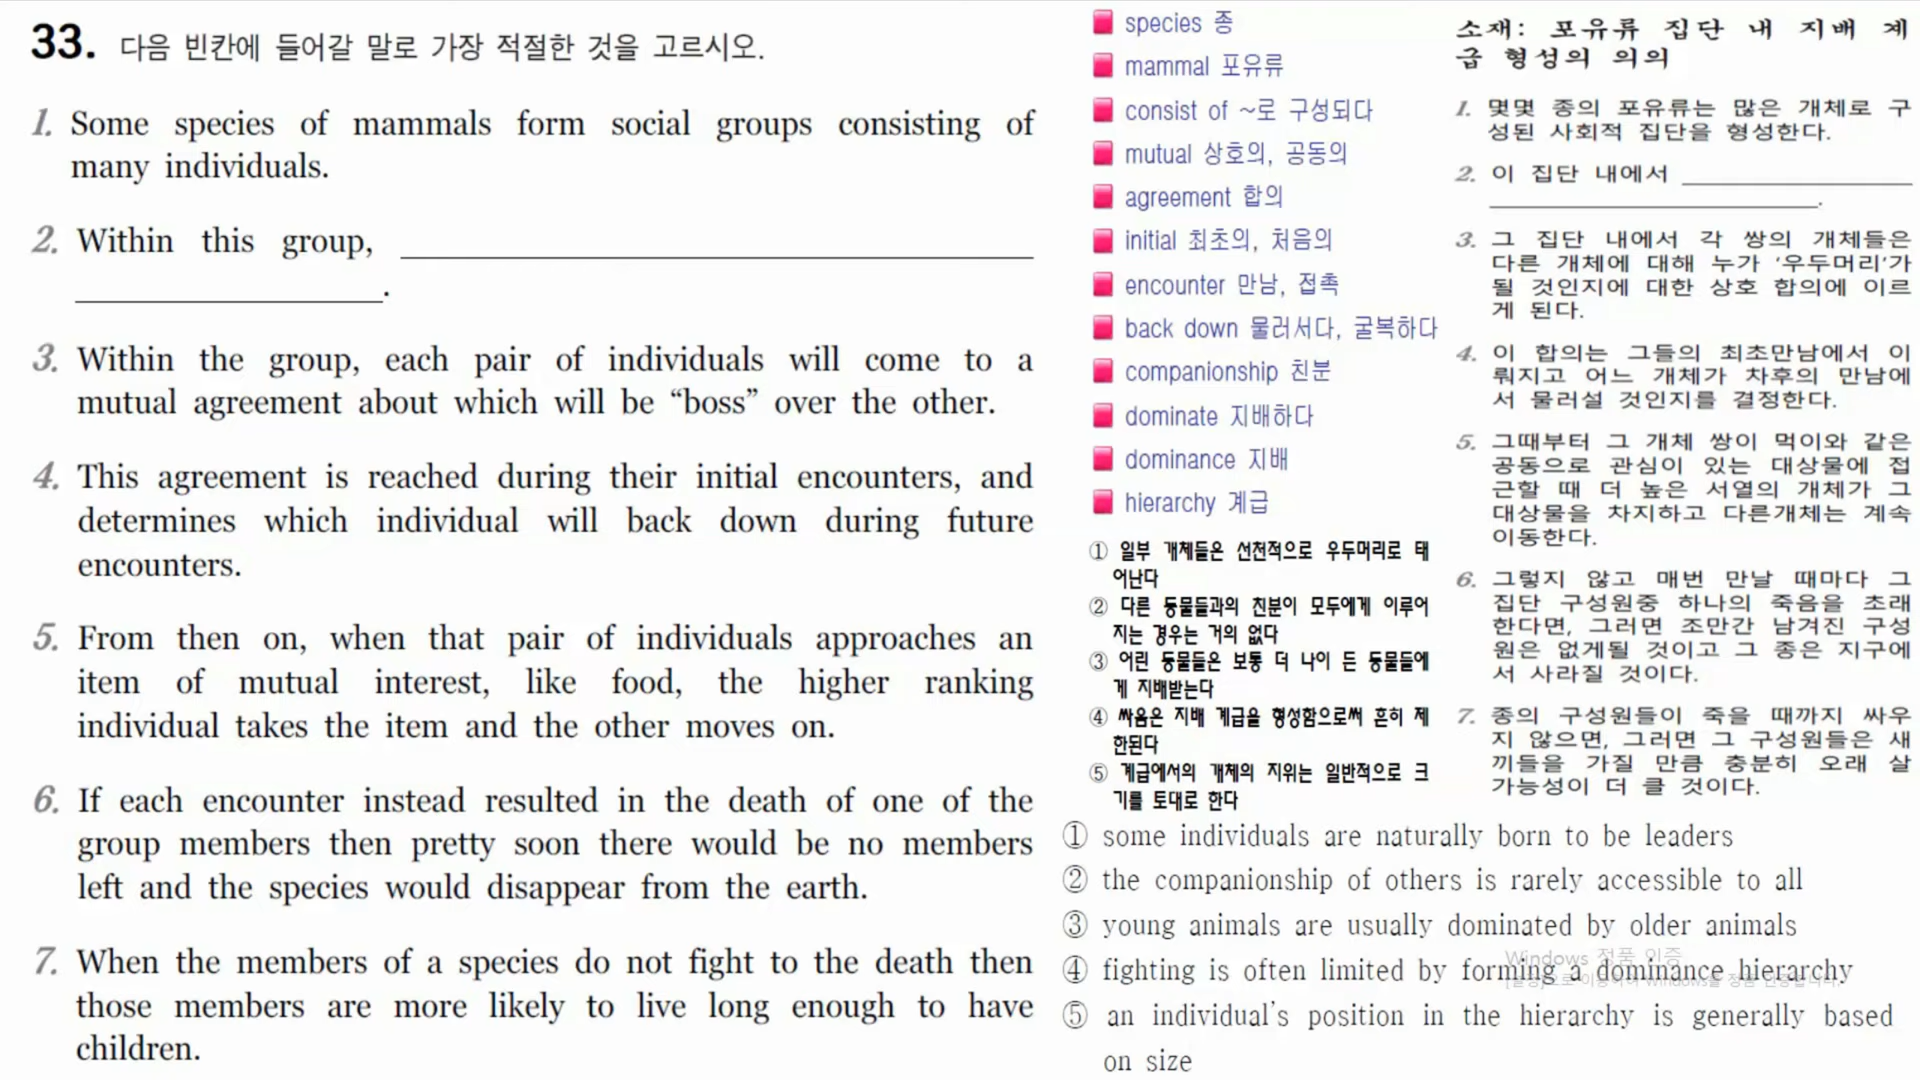 33. 다음 빈칸에 들어갈 말로 가장 적절한 것을 고르시오.
1. Some species of mammals form social groups consisting of
many individuals.
2. Within this group, ____________
____________.
3. Within the group, each pair of individuals will come to a
mutual agreement about which will be “boss” over the other.
4. This agreement is reached during their initial encounters, and
determines which individual will back down during future
encounters.
5. From then on, when that pair of individuals approaches an
item of mutual interest, like food, the higher ranking
individual takes the item and the other moves on.
6. If each encounter instead resulted in the death of one of the
group members then pretty soon there would be no members
left and the species would disappear from the earth.
7. When the members of a species do not fight to the death then
those members are more likely to live long enough to have
children.
species 종
mammal 포유류
consist of ~로 구성되다
mutual 상호의, 공동의
agreement 합의
initial 최초의, 처음의
encounter 만남, 접촉
back down 물러서다, 굴복하다
companionship 친분
dominate 지배하다
dominance 지배
hierarchy 계급
① 일부 개체들은 선천적으로 우두머리로 태
어난다
② 다른 동물들과의 친분이 모두에게 이루어
지는 경우는 거의 없다
③ 어린 동물들은 보통 더 나이 든 동물들에
게 지배받는다
④ 싸움은 지배 계급을 형성함으로써 흔히 제
한된다
⑤ 계급에서의 개체의 지위는 일반적으로 크
기를 토대로 한다
소재: 포유류 집단 내 지배 계
급 형성의 의의
1. 몇몇 종의 포유류는 많은 개체로 구
성된 사회적 집단을 형성한다.
2. 이 집단 내에서 ____________
____________.
3. 그 집단 내에서 각 쌍의 개체들은
다른 개체에 대해 누가 ‘우두머리’가
될 것인지에 대한 상호 합의에 이르
게 된다.
4. 이 합의는 그들의 최초만남에서 이
뤄지고 어느 개체가 차후의 만남에
서 물러설 것인지를 결정한다.
5. 그때부터 그 개체 쌍이 먹이와 같은
공동으로 관심이 있는 대상물에 접
근할 때 더 높은 서열의 개체가 그
대상물을 차지하고 다른개체는 계속
이동한다.
6. 그렇지 않고 매번 만날 때마다 그
집단 구성원중 하나의 죽음을 초래
한다면, 그러면 조만간 남겨진 구성
원은 없게될 것이고 그 종은 지구에
서 사라질 것이다.
7. 종의 구성원들이 죽을 때까지 싸우
지 않으면, 그러면 그 구성원들은 새
끼들을 가질 만큼 충분히 오래 살
가능성이 더 클 것이다.
① some individuals are naturally born to be leaders
② the companionship of others is rarely accessible to all
③ young animals are usually dominated by older animals
Windows 정품 인증
④ fighting is often limited by forming a dominance hierarchy
⑤ an individual's position in the hierarchy is generally based
on size